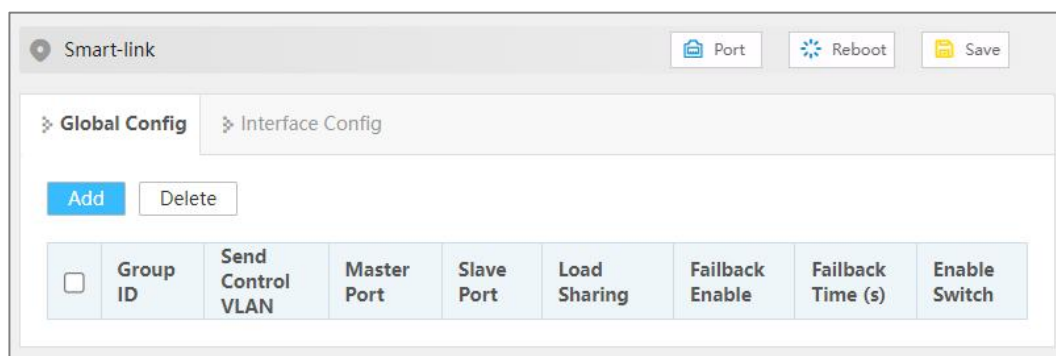 Smart-link Port Reboot Save
Global Config Interface Config
Add Delete
Group ID Send Control VLAN Master Port Slave Port Load Sharing Failback Enable Failback Time (s) Enable Switch